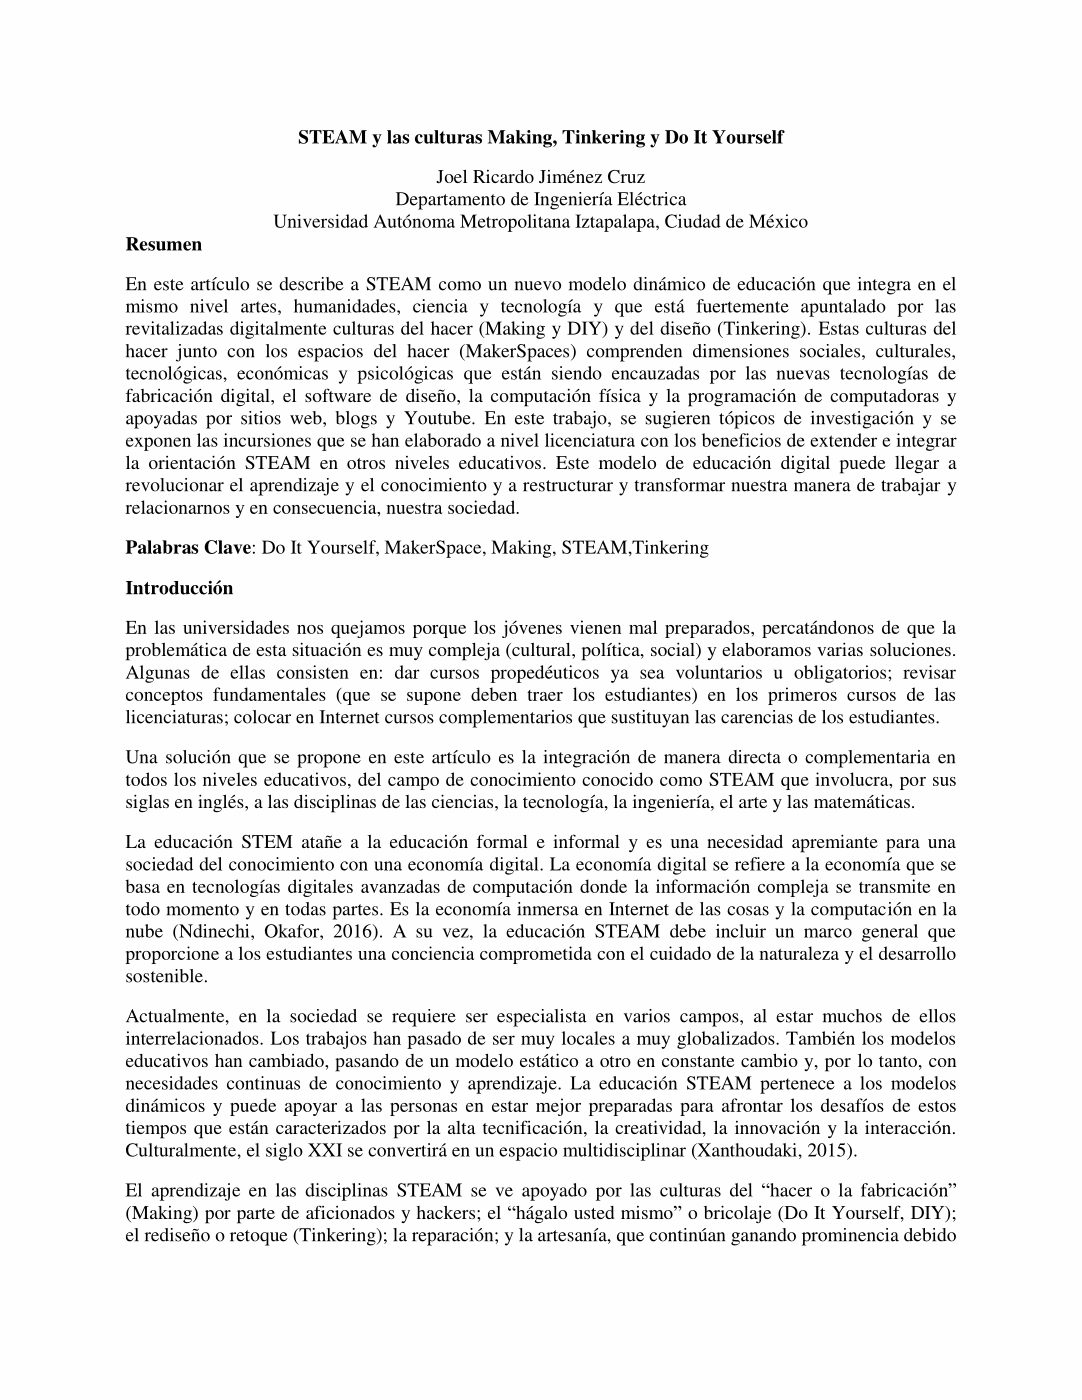 STEAM y las culturas Making, Tinkering y Do It Yourself
Joel Ricardo Jiménez Cruz
Departamento de Ingeniería Eléctrica
Universidad Autónoma Metropolitana Iztapalapa, Ciudad de México
Resumen
En este artículo se describe a STEAM como un nuevo modelo dinámico de educación que integra en el
mismo nivel artes, humanidades, ciencia y tecnología y que está fuertemente apuntalado por las
revitalizadas digitalmente culturas del hacer (Making y DIY) y del diseño (Tinkering). Estas culturas del
hacer junto con los espacios del hacer (MakerSpaces) comprenden dimensiones sociales, culturales,
tecnológicas, económicas y psicológicas que están siendo encauzadas por las nuevas tecnologías de
fabricación digital, el software de diseño, la computación física y la programación de computadoras y
apoyadas por sitios web, blogs y Youtube. En este trabajo, se sugieren tópicos de investigación y se
exponen las incursiones que se han elaborado a nivel licenciatura con los beneficios de extender e integrar
la orientación STEAM en otros niveles educativos. Este modelo de educación digital puede llegar a
revolucionar el aprendizaje y el conocimiento y a restructurar y transformar nuestra manera de trabajar y
relacionarnos y en consecuencia, nuestra sociedad.
Palabras Clave: Do It Yourself, MakerSpace, Making, STEAM,Tinkering
Introducción
En las universidades nos quejamos porque los jóvenes vienen mal preparados, percatándonos de que la
problemática de esta situación es muy compleja (cultural, política, social) y elaboramos varias soluciones.
Algunas de ellas consisten en: dar cursos propedéuticos ya sea voluntarios u obligatorios; revisar
conceptos fundamentales (que se supone deben traer los estudiantes) en los primeros cursos de las
licenciaturas; colocar en Internet cursos complementarios que sustituyan las carencias de los estudiantes.
Una solución que se propone en este artículo es la integración de manera directa o complementaria en
todos los niveles educativos, del campo de conocimiento conocido como STEAM que involucra, por sus
siglas en inglés, a las disciplinas de las ciencias, la tecnología, la ingeniería, el arte y las matemáticas.
La educación STEM atañe a la educación formal e informal y es una necesidad apremiante para una
sociedad del conocimiento con una economía digital. La economía digital se refiere a la economía que se
basa en tecnologías digitales avanzadas de computación donde la información compleja se transmite en
todo momento y en todas partes. Es la economía inmersa en Internet de las cosas y la computación en la
nube (Ndinechi, Okafor, 2016). A su vez, la educación STEAM debe incluir un marco general que
proporcione a los estudiantes una conciencia comprometida con el cuidado de la naturaleza y el desarrollo
sostenible.
Actualmente, en la sociedad se requiere ser especialista en varios campos, al estar muchos de ellos
interrelacionados. Los trabajos han pasado de ser muy locales a muy globalizados. También los modelos
educativos han cambiado, pasando de un modelo estático a otro en constante cambio y, por lo tanto, con
necesidades continuas de conocimiento y aprendizaje. La educación STEAM pertenece a los modelos
dinámicos y puede apoyar a las personas en estar mejor preparadas para afrontar los desafíos de estos
tiempos que están caracterizados por la alta tecnificación, la creatividad, la innovación y la interacción.
Culturalmente, el siglo XXI se convertirá en un espacio multidisciplinar (Xanthoudaki, 2015).
El aprendizaje en las disciplinas STEAM se ve apoyado por las culturas del “hacer o la fabricación”
(Making) por parte de aficionados y hackers; el “hágalo usted mismo” o bricolaje (Do It Yourself, DIY);
el rediseño o retoque (Tinkering); la reparación; y la artesanía, que continúan ganando prominencia debido